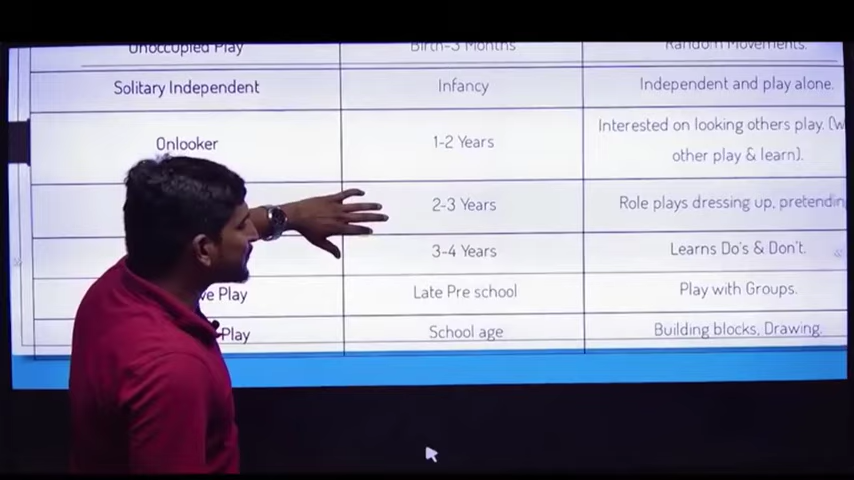 Unoccupied Play Birth-3 Months Random Movements.
Solitary Independent Infancy Independent and play alone.
Onlooker 1-2 Years Interested on looking others play. (W
other play & learn).
2-3 Years Role plays dressing up, pretendin
3-4 Years Learns Do's & Don't.
ve Play Late Pre school Play with Groups.
Play School age Building blocks, Drawing.